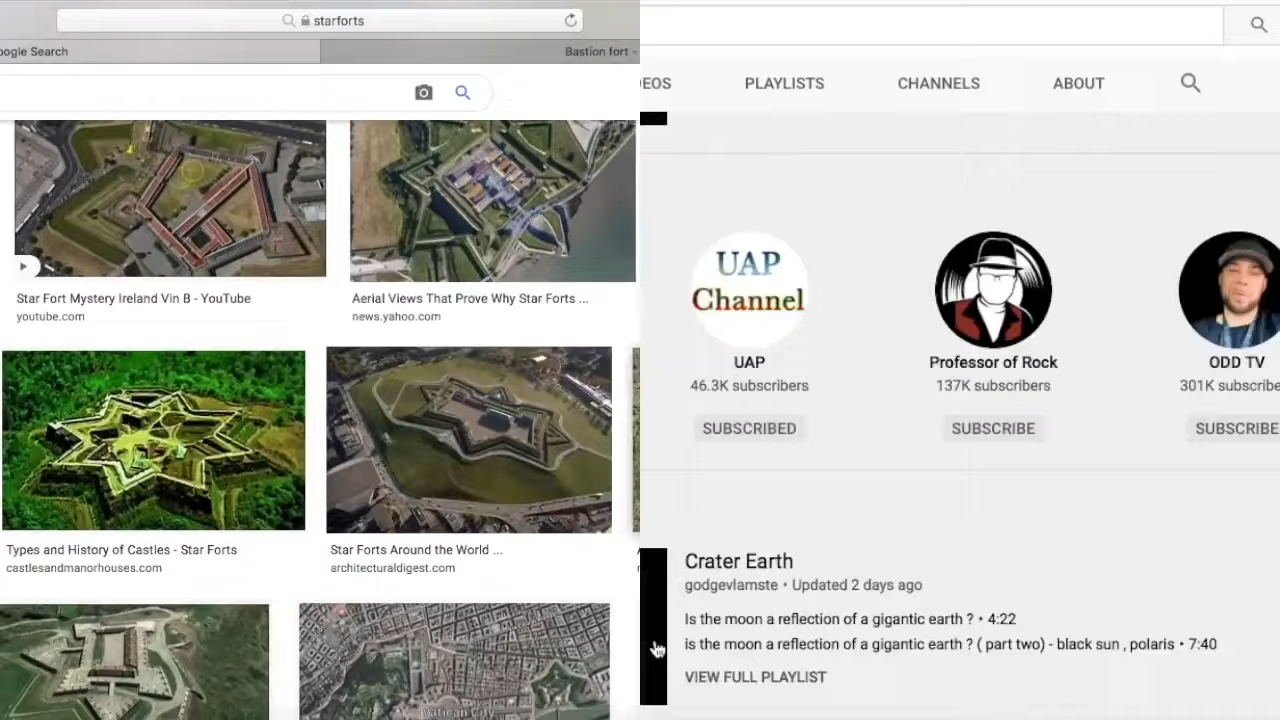 starforts
oogle Search
Bastion fort -
Star Fort Mystery Ireland Vin B - YouTube
youtube.com
Aerial Views That Prove Why Star Forts ...
news.yahoo.com
Types and History of Castles - Star Forts
castlesandmanorhouses.com
Star Forts Around the World ...
architecturaldigest.com
Vatican City
EOS
PLAYLISTS
CHANNELS
ABOUT
UAP
Channel
UAP
46.3K subscribers
SUBSCRIBED
Professor of Rock
137K subscribers
SUBSCRIBE
ODD TV
301K subscribe
SUBSCRIBE
Crater Earth
godgevlamste • Updated 2 days ago
Is the moon a reflection of a gigantic earth ? • 4:22
is the moon a reflection of a gigantic earth ? ( part two) - black sun , polaris • 7:40
VIEW FULL PLAYLIST